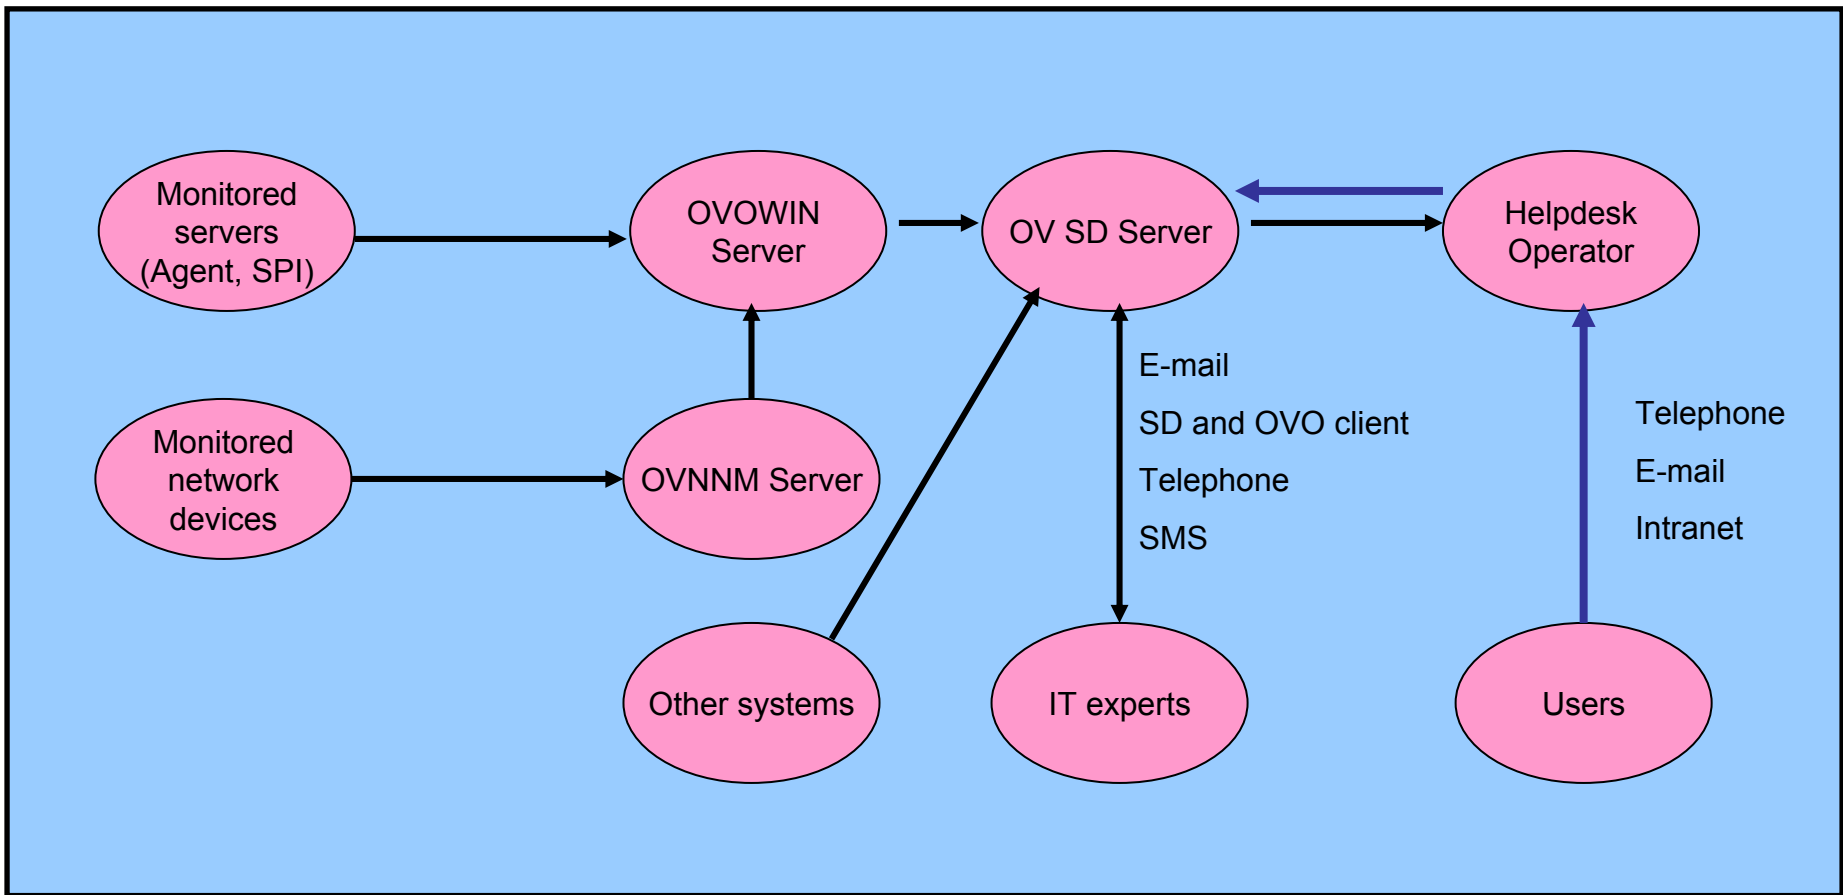 Monitored
servers
(Agent, SPI)
OVOWIN
Server
OV SD Server
Helpdesk
Operator
Monitored
network
devices
OVNNM Server
E-mail
SD and OVO client
Telephone
SMS
Telephone
E-mail
Intranet
Other systems
IT experts
Users